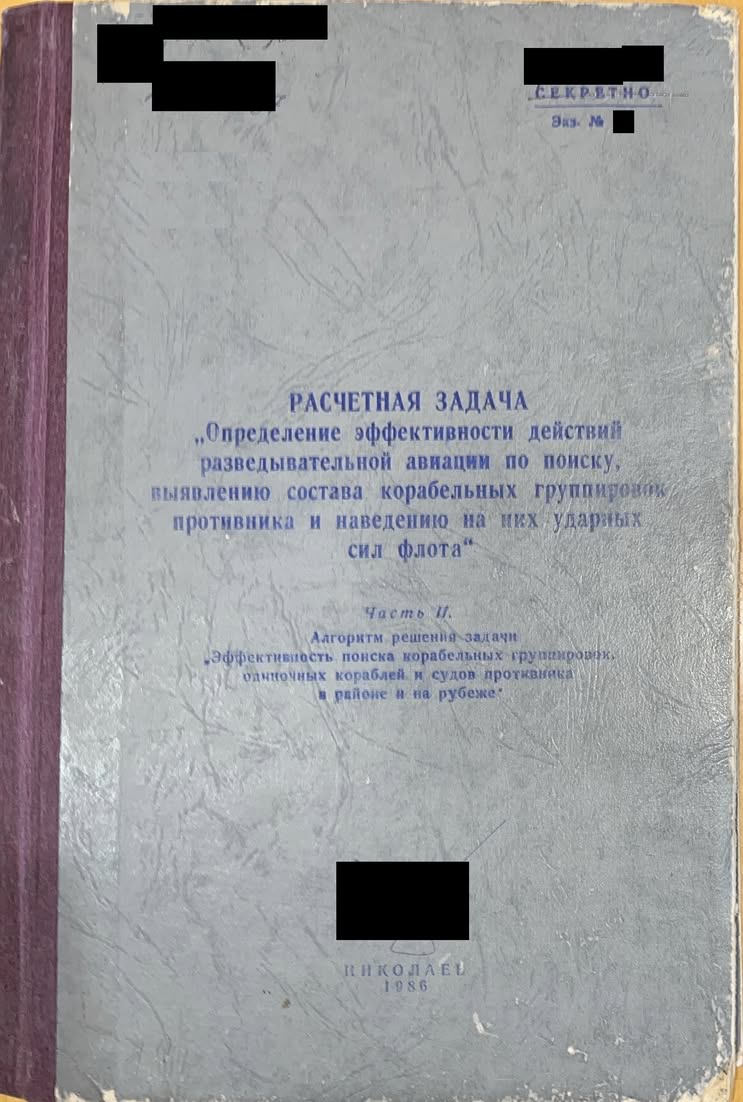 СЕКРЕТНО
Экз. №
РАСЧЕТНАЯ ЗАДАЧА
„Определение эффективности действий
разведывательной авиации по поиску,
выявлению состава корабельных группировок
противника и наведению на них ударных
сил флота“
Часть II.
Алгоритм решения задачи
„Эффективность поиска корабельных группировок,
одиночных кораблей и судов противника
в районе и на рубеже“
НИКОЛАЕВ
1986